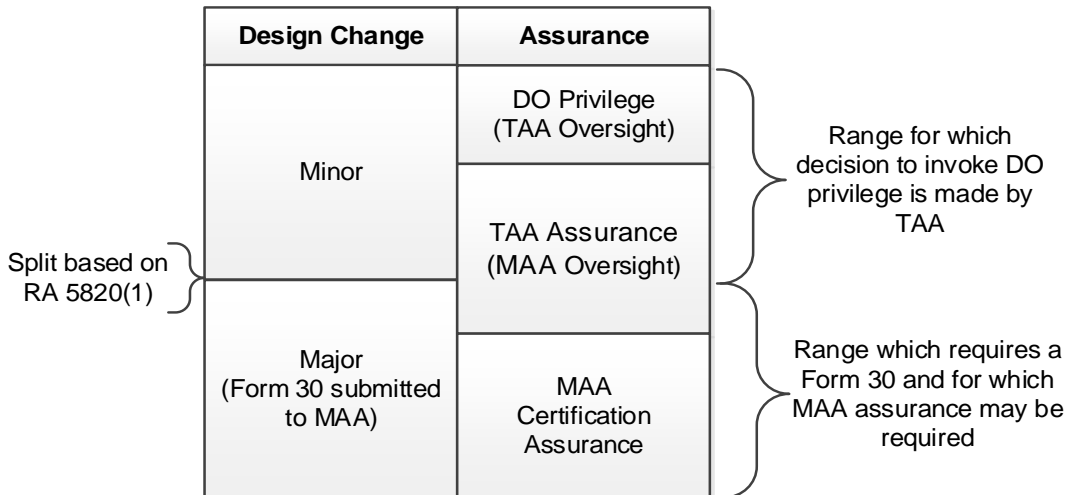 Design Change
Assurance
Minor
DO Privilege
(TAA Oversight)
Range for which
decision to invoke DO
privilege is made by
TAA
TAA Assurance
(MAA Oversight)
Split based on
RA 5820(1)
Major
(Form 30 submitted
to MAA)
MAA
Certification
Assurance
Range which requires a
Form 30 and for which
MAA assurance may be
required